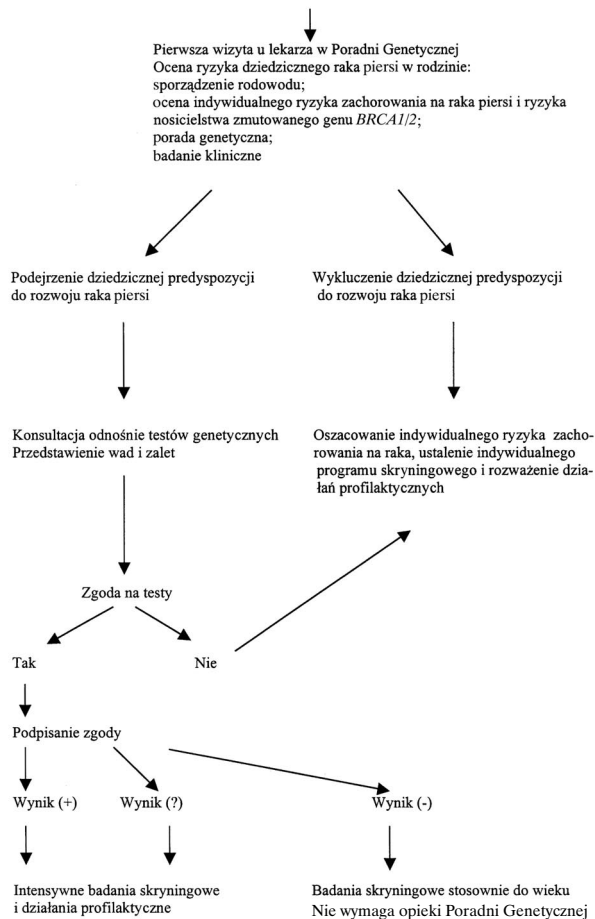 Pierwsza wizyta u lekarza w Poradni Genetycznej
Ocena ryzyka dziedzicznego raka piersi w rodzinie:
sporządzenie rodowodu;
ocena indywidualnego ryzyka zachorowania na raka piersi i ryzyka
nosicielstwa zmutowanego genu BRCA1/2;
porada genetyczna;
badanie kliniczne
Podejrzenie dziedzicznej predyspozycji
do rozwoju raka piersi
Wykluczenie dziedzicznej predyspozycji
do rozwoju raka piersi
Konsultacja odnośnie testów genetycznych
Przedstawienie wad i zalet
Oszacowanie indywidualnego ryzyka zacho-
rowania na raka, ustalenie indywidualnego
programu skryningowego i rozważenie dzia-
łań profilaktycznych
Zgoda na testy
Tak
Nie
Podpisanie zgody
Wynik (+)
Wynik (?)
Wynik (-)
Intensywne badania skryningowe
i działania profilaktyczne
Badania skryningowe stosownie do wieku
Nie wymaga opieki Poradni Genetycznej